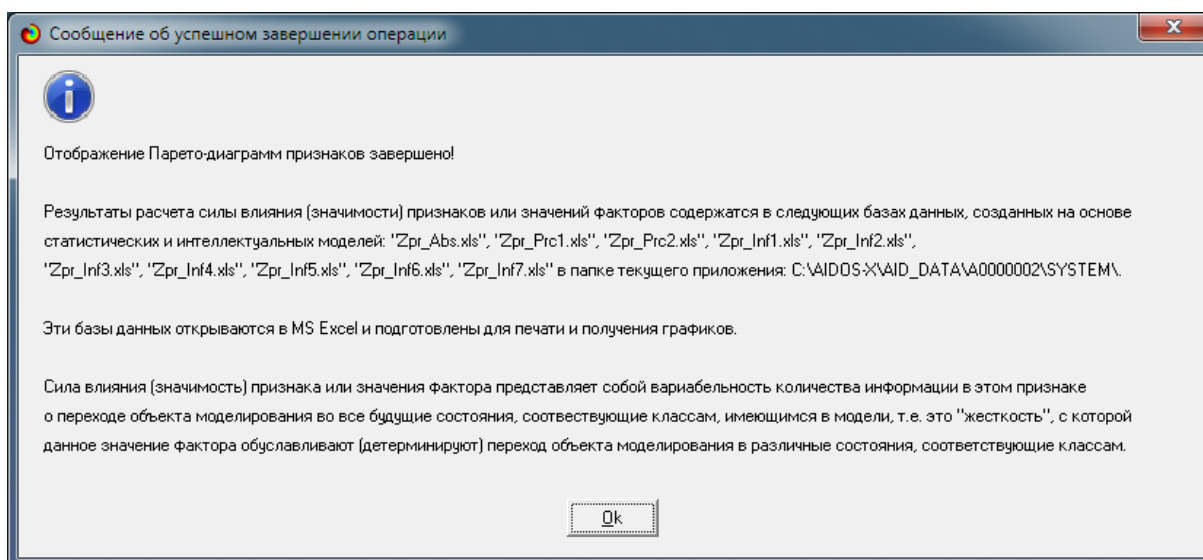 Сообщение об успешном завершении операции
Отображение Парето-диаграмм признаков завершено!
Результаты расчета силы влияния (значимости) признаков или значений факторов содержатся в следующих базах данных, созданных на основе
статистических и интеллектуальных моделей: "Zpr_Abs.xls", "Zpr_Prc1.xls", "Zpr_Prc2.xls", "Zpr_Inf1.xls", "Zpr_Inf2.xls",
"Zpr_Inf3.xls", "Zpr_Inf4.xls", "Zpr_Inf5.xls", "Zpr_Inf6.xls", "Zpr_Inf7.xls" в папке текущего приложения: C:\AIDOS-X\AID_DATA\A0000002\SYSTEM\.
Эти базы данных открываются в MS Excel и подготовлены для печати и получения графиков.
Сила влияния (значимость) признака или значения фактора представляет собой вариабельность количества информации в этом признаке
о переходе объекта моделирования во все будущие состояния, соотвествующие классам, имеющимся в модели, т.е. это "жесткость", с которой
данное значение фактора обуславливают (детерминируют) переход объекта моделирования в различные состояния, соответствующие классам.
Ok